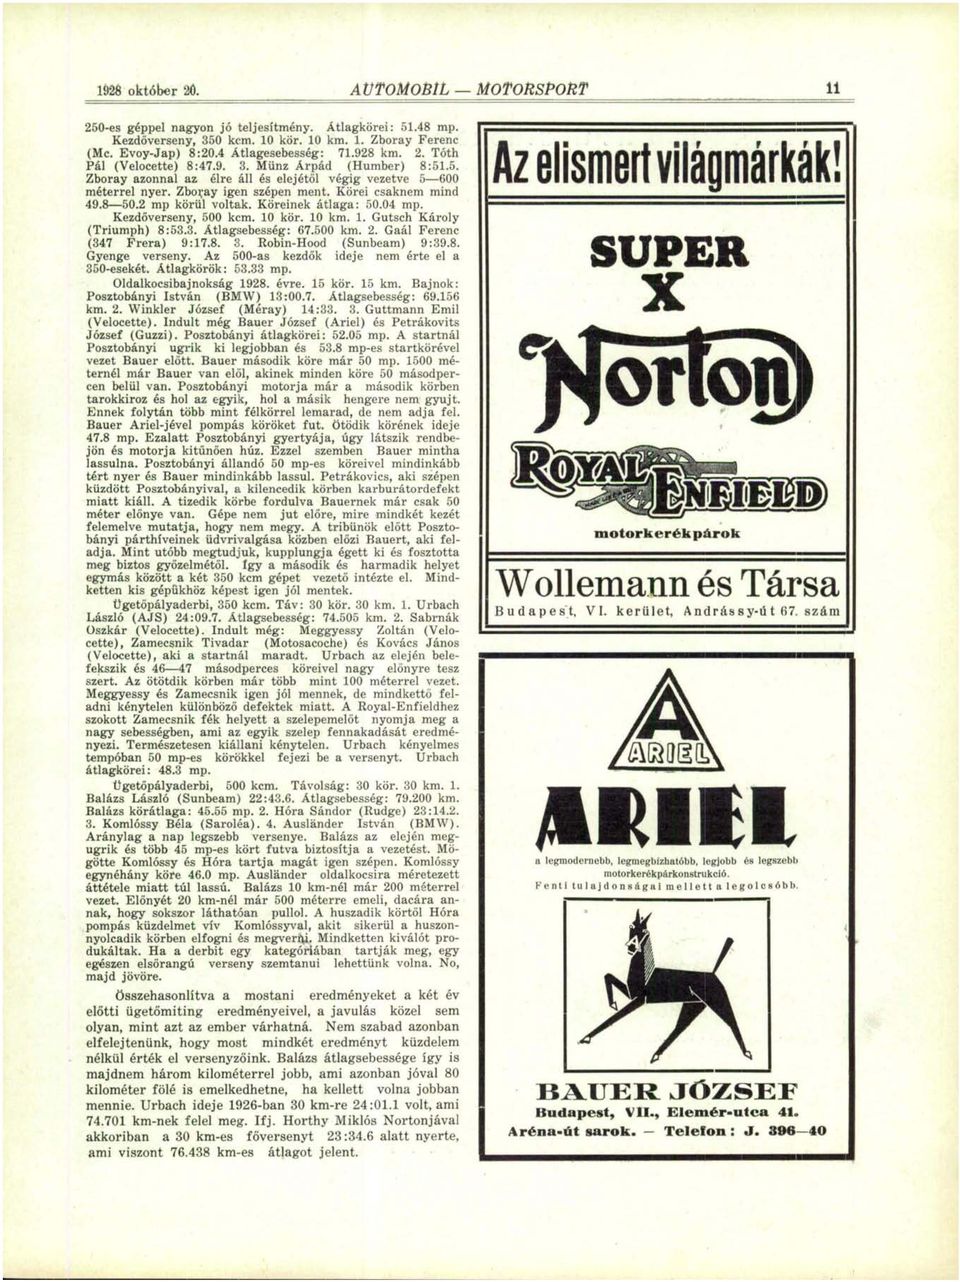 1928 október 20.
AUTOMOBIL — MOTORSPORT
11
250-es géppel nagyon jó teljesítmény. Átlagkörei: 51.48 mp.
Kezdőverseny, 350 kcm. 10 kör. 10 km. 1. Zboray Ferenc
(Mc. Evoy-Jap) 8:20.4 Átlagesebesség: 71.928 km. 2. Tóth
Pál (Velocette) 8:47.9. 3. Münz Árpád (Humber) 8:51.5.
Zboray azonnal az élre áll és elejétől végig vezetve 5—600
méterrel nyer. Zboray igen szépen ment. Körei csaknem mind
49.8—50.2 mp körül voltak. Köreinek átlaga: 50.04 mp.
Kezdőverseny, 500 kcm. 10 kör. 10 km. 1. Gutsch Károly
(Triumph) 8:53.3. Átlagsebesség: 67.500 km. 2. Gaál Ferenc
(347 Frera) 9:17.8. 3. Robin-Hood (Sunbeam) 9:39.8.
Gyenge verseny. Az 500-as kezdők ideje nem érte el a
350-esekét. Átlagkörök: 53.33 mp.
Oldalkocsibajnokság 1928. évre. 15 kör. 15 km. Bajnok:
Posztobányi István (BMW) 13:00.7. Átlagsebesség: 69.156
km. 2. Winkler József (Méray) 14:33. 3. Guttmann Emil
(Velocette). Indult még Bauer József (Ariel) és Petrákovits
József (Guzzi). Posztobányi átlagkörei: 52.05 mp. A startnál
Posztobányi ugrik ki legjobban és 53.8 mp-es startkörével
vezet Bauer előtt. Bauer második köre már 50 mp. 1500 mé-
ternél már Bauer van elől, akinek minden köre 50 másodper-
cen belül van. Posztobányi motorja már a második körben
tarokkiroz és hol az egyik, hol a másik hengere nem gyujt.
Ennek folytán több mint félkörrel lemarad, de nem adja fel.
Bauer Ariel-jével pompás köröket fut. Ötödik körének ideje
47.8 mp. Ezalatt Posztobányi gyertyája, úgy látszik rendbe-
jön és motorja kitűnően húz. Ezzel szemben Bauer mintha
lassulna. Posztobányi állandó 50 mp-es köreivel mindinkább
tért nyer és Bauer mindinkább lassul. Petrákovics, aki szépen
küzdött Posztobányival, a kilencedik körben karburátordefekt
miatt kiáll. A tizedik körbe fordulva Bauernek már csak 50
méter előnye van. Gépe nem jut előre, mire mindkét kezét
felemelve mutatja, hogy nem megy. A tribünök előtt Poszto-
bányi párthíveinek üdvrivalgása közben előzi Bauert, aki fel-
adja. Mint utóbb megtudjuk, kupplungja égett ki és fosztotta
meg biztos győzelmétől. Így a második és harmadik helyet
egymás között a két 350 kcm gépet vezető intézte el. Mind-
ketten kis gépükhöz képest igen jól mentek.
Ügetőpályaderbi, 350 kcm. Táv: 30 kör. 30 km. 1. Urbach
László (AJS) 24:09.7. Átlagsebesség: 74.505 km. 2. Sabrnák
Oszkár (Velocette). Indult még: Meggyessy Zoltán (Velo-
cette), Zamecsnik Tivadar (Motosacoche) és Kovács János
(Velocette), aki a startnál maradt. Urbach az elején bele-
fekszik és 46—47 másodperces köreivel nagy előnyre tesz
szert. Az ötötdik körben már több mint 100 méterrel vezet.
Meggyessy és Zamecsnik igen jól mennek, de mindkettő fel-
adni kénytelen különböző defektek miatt. A Royal-Enfieldhez
szokott Zamecsnik fék helyett a szelepemelőt nyomja meg a
nagy sebességben, ami az egyik szelep fennakadását eredmé-
nyezi. Természetesen kiállani kénytelen. Urbach kényelmes
tempóban 50 mp-es körökkel fejezi be a versenyt. Urbach
átlagkörei: 48.3 mp.
Ügetőpályaderbi, 500 kcm. Távolság: 30 kör. 30 km. 1.
Balázs László (Sunbeam) 22:43.6. Átlagsebesség: 79.200 km.
Balázs körátlaga: 45.55 mp. 2. Hóra Sándor (Rudge) 23:14.2.
3. Komlóssy Béla (Saroléa). 4. Ausländer István (BMW).
Aránylag a nap legszebb versenye. Balázs az elején meg-
ugrik és több 45 mp-es kört futva biztosítja a vezetést. Mö-
götte Komlóssy és Hóra tartja magát igen szépen. Komlóssy
egynéhány köre 46.0 mp. Ausländer oldalkocsira méretezett
áttétele miatt túl lassú. Balázs 10 km-nél már 200 méterrel
vezet. Előnyét 20 km-nél már 500 méterre emeli, dacára an-
nak, hogy sokszor láthatóan pullol. A huszadik körtől Hóra
pompás küzdelmet vív Komlóssyval, akit sikerül a huszon-
nyolcadik körben elfogni és megverni. Mindketten kiválót pro-
dukáltak. Ha a derbit egy kategóriában tartják meg, egy
egészen elsőrangú verseny szemtanui lehettünk volna. No,
majd jövőre.
Összehasonlítva a mostani eredményeket a két év
előtti ügetőmiting eredményeivel, a javulás közel sem
olyan, mint azt az ember várhatná. Nem szabad azonban
elfelejtenünk, hogy most mindkét eredményt küzdelem
nélkül érték el versenyzőink. Balázs átlagsebessége így is
majdnem három kilométerrel jobb, ami azonban jóval 80
kilométer fölé is emelkedhetne, ha kellett volna jobban
mennie. Urbach ideje 1926-ban 30 km-re 24:01.1 volt, ami
74.701 km-nek felel meg. Ifj. Horthy Miklós Nortonjával
akkoriban a 30 km-es főversenyt 23:34.6 alatt nyerte,
ami viszont 76.438 km-es átlagot jelent.
Az elismert világmárkák!
SUPER
X
Norton
ROYAL
ENFIELD
motorkerékpárok
Wollemann és Társa
Budapest, VI. kerület, Andrássy-út 67. szám
A
ARIEL
ARIEL
a legmodernebb, legmegbízhatóbb, legjobb és legszebb
motorkerékpárkonstrukció.
Fenti tulajdonságai mellett a legolcsóbb.
BAUER JÓZSEF
Budapest, VII., Elemér-utca 41.
Aréna-út sarok. — Telefon: J. 396—40